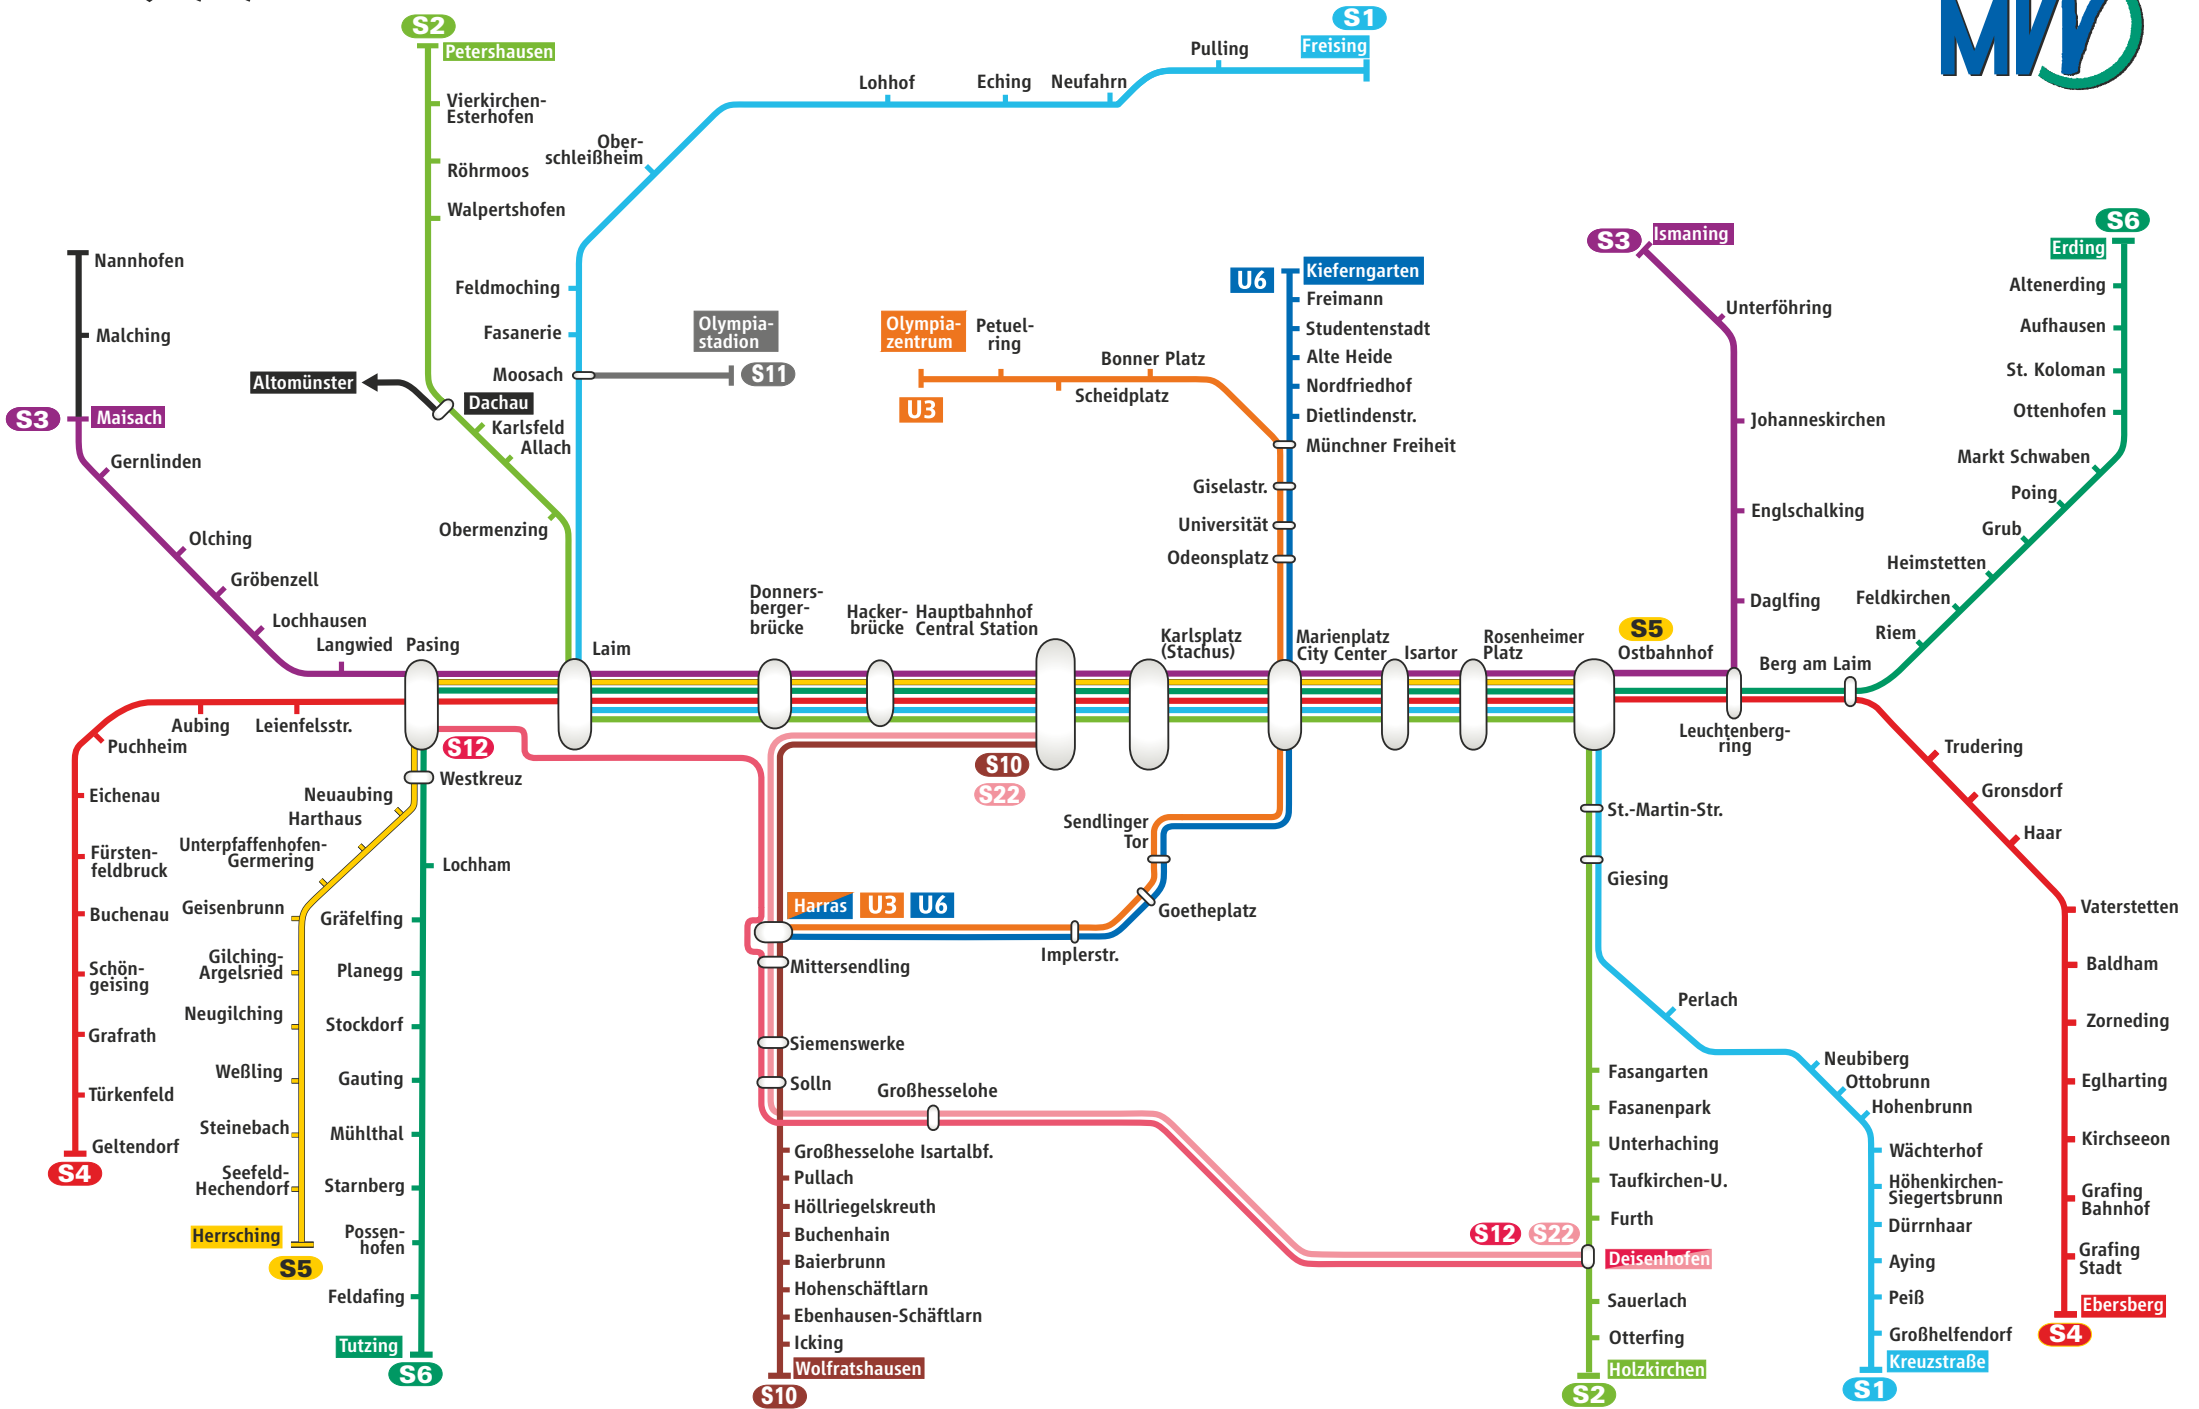 S2
Petershausen
Vierkirchen-
Esterhofen
Röhrmoos
Walpertshofen
S1
Freising
Pulling
Neufahrn
Eching
Lohhof
Ober-
schleißheim
Feldmoching
Fasanerie
Moosach
Olympia-
stadion
S11
MVV
Nannhofen
Malching
S3
Maisach
Gernlinden
Olching
Gröbenzell
Lochhausen
Langwied
Altomünster
Dachau
Karlsfeld
Allach
Obermenzing
Olympia-
zentrum
U3
Petuel-
ring
Scheidplatz
Bonner Platz
U6
Kieferngarten
Freimann
Studentenstadt
Alte Heide
Nordfriedhof
Dietlindenstr.
Münchner Freiheit
Giselastr.
Universität
Odeonsplatz
S3
Ismaning
Unterföhring
Johanneskirchen
Englschalking
Daglfing
S6
Erding
Altenerding
Aufhausen
St. Koloman
Ottenhofen
Markt Schwaben
Poing
Grub
Heimstetten
Feldkirchen
Riem
Berg am Laim
Pasing
Laim
Donners-
berger-
brücke
Hacker-
brücke
Hauptbahnhof
Central Station
Karlsplatz
(Stachus)
Marienplatz
City Center
Isartor
Rosenheimer
Platz
S5
Ostbahnhof
Leuchtenberg-
ring
Leienfelsstr.
Aubing
Puchheim
Eichenau
Fürsten-
feldbruck
Buchenau
Schön-
geising
Grafrath
Türkenfeld
Geltendorf
S4
S12
Westkreuz
Neuaubing
Harthaus
Unterpfaffenhofen-
Germering
Geisenbrunn
Gilching-
Argelsried
Neugilching
Weßling
Steinebach
Seefeld-
Hechendorf
Herrsching
S5
Lochham
Gräfelfing
Planegg
Stockdorf
Gauting
Mühlthal
Starnberg
Possen-
hofen
Feldafing
Tutzing
S6
S10
S22
Sendlinger
Tor
Goetheplatz
Implerstr.
Harras
U3
U6
Mittersendling
Siemenswerke
Solln
Großhesselohe
Großhesselohe Isartalbf.
Pullach
Höllriegelskreuth
Buchenhain
Baierbrunn
Hohenschäftlarn
Ebenhausen-Schäftlarn
Icking
Wolfratshausen
S10
St.-Martin-Str.
Giesing
Fasangarten
Fasanenpark
Unterhaching
Taufkirchen-U.
Furth
S12
S22
Deisenhofen
Sauerlach
Otterfing
Holzkirchen
S2
Perlach
Neubiberg
Ottobrunn
Hohenbrunn
Wächterhof
Höhenkirchen-
Siegertsbrunn
Dürrnhaar
Aying
Peiß
Großhelfendorf
Kreuzstraße
S1
Trudering
Gronsdorf
Haar
Vaterstetten
Baldham
Zorneding
Eglharting
Kirchseeon
Grafing
Bahnhof
Grafing
Stadt
Ebersberg
S4